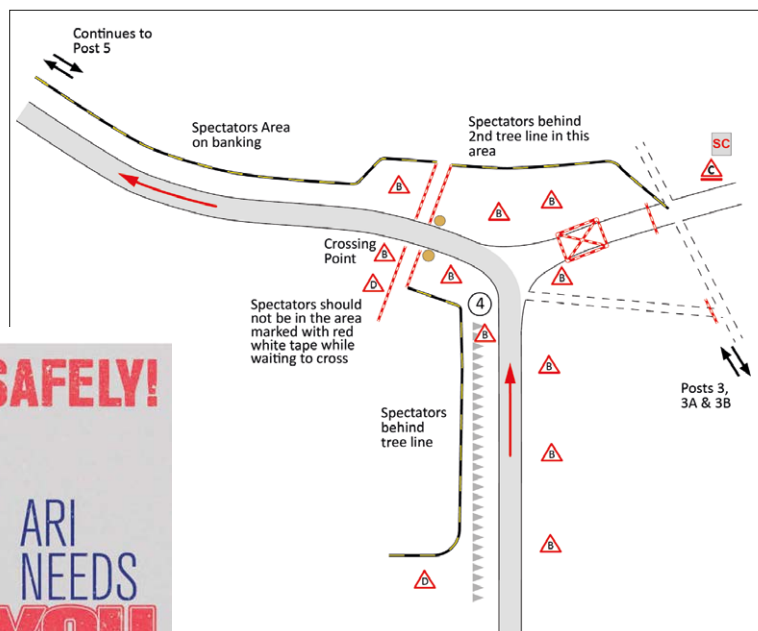 Continues to
Post 5
Spectators Area
on banking
Spectators behind
2nd tree line in this
area
SC
C
B
B
B
Crossing
Point
B
B
B
D
4
B
Spectators should
not be in the area
marked with red
white tape while
waiting to cross
B
Posts 3,
3A & 3B
Spectators
behind
tree line
B
B
D
SAFELY!
ARI
NEEDS
YOU